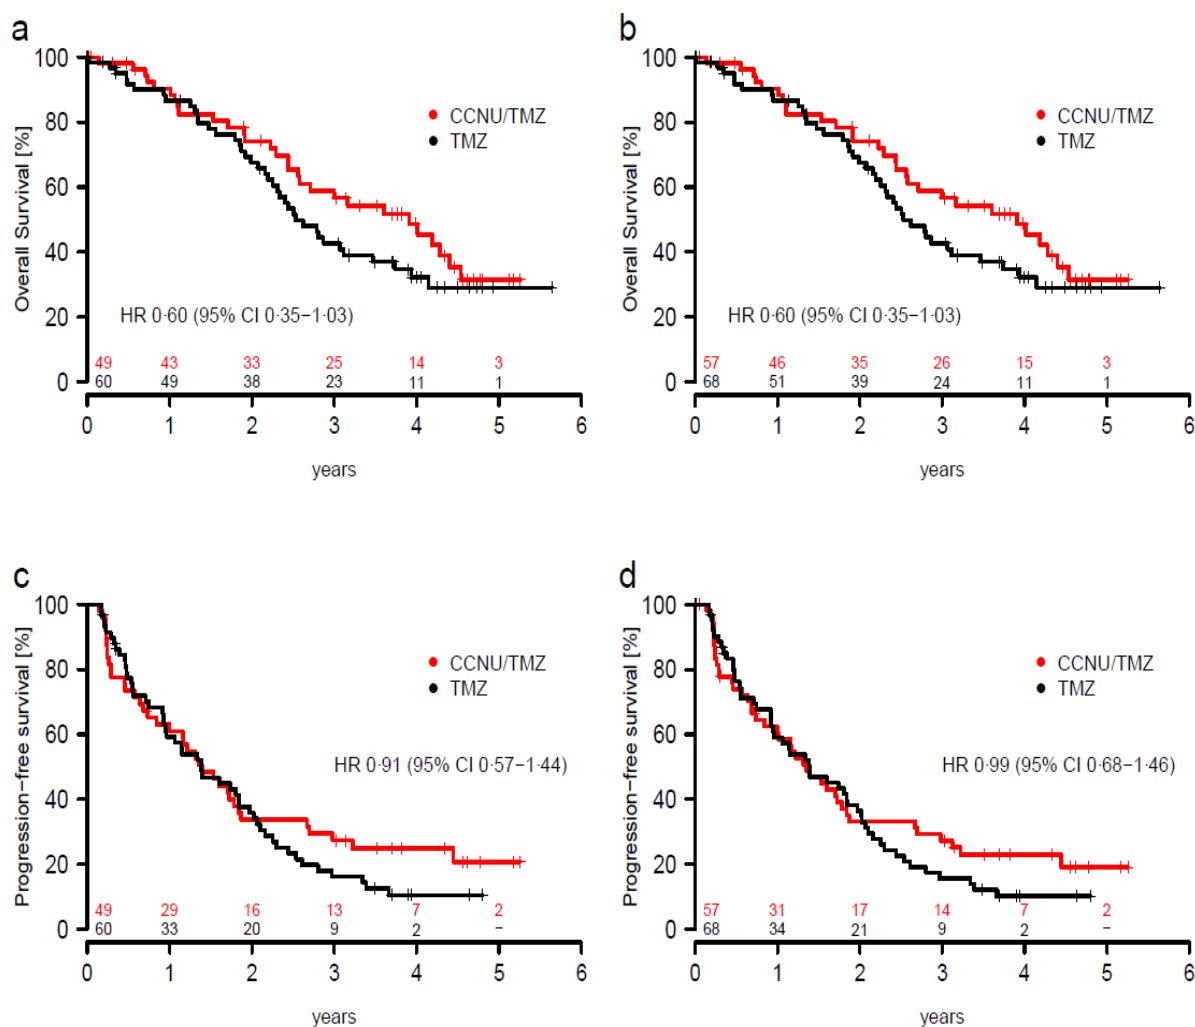 a
Overall Survival [%]
100
80
60
40
20
0
CCNU/TMZ
TMZ
HR 0·60 (95% CI 0·35−1·03)
49 43 33 25 14 3
60 49 38 23 11 1
0 1 2 3 4 5 6
years
b
Overall Survival [%]
100
80
60
40
20
0
CCNU/TMZ
TMZ
HR 0·60 (95% CI 0·35−1·03)
57 46 35 26 15 3
68 51 39 24 11 1
0 1 2 3 4 5 6
years
c
Progression−free survival [%]
100
80
60
40
20
0
CCNU/TMZ
TMZ
HR 0·91 (95% CI 0·57−1·44)
49 29 16 13 7 2
60 33 20 9 2 −
0 1 2 3 4 5 6
years
d
Progression−free survival [%]
100
80
60
40
20
0
CCNU/TMZ
TMZ
HR 0·99 (95% CI 0·68−1·46)
57 31 17 14 7 2
68 34 21 9 2 −
0 1 2 3 4 5 6
years